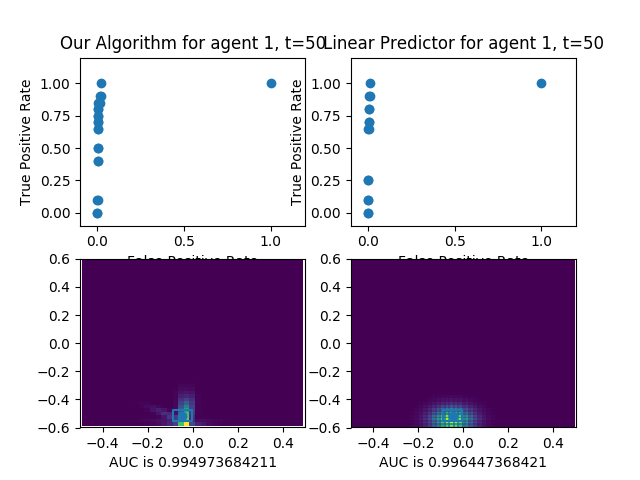 Our Algorithm for agent 1, t=50
Linear Predictor for agent 1, t=50
True Positive Rate
1.00
0.75
0.50
0.25
0.00
0.0 0.5 1.0
False Positive Rate
True Positive Rate
1.00
0.75
0.50
0.25
0.00
0.0 0.5 1.0
False Positive Rate
0.6
0.4
0.2
0.0
−0.2
−0.4
−0.6
−0.4 −0.2 0.0 0.2 0.4
AUC is 0.994973684211
0.6
0.4
0.2
0.0
−0.2
−0.4
−0.6
−0.4 −0.2 0.0 0.2 0.4
AUC is 0.996447368421